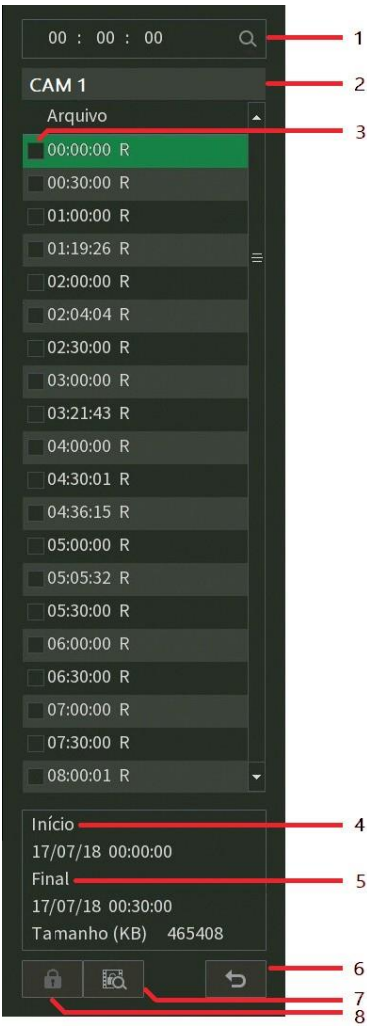 00 : 00 : 00 1
CAM 1 2
Arquivo
3
00:00:00 R
00:30:00 R
01:00:00 R
01:19:26 R
02:00:00 R
02:04:04 R
02:30:00 R
03:00:00 R
03:21:43 R
04:00:00 R
04:30:01 R
04:36:15 R
05:00:00 R
05:05:32 R
05:30:00 R
06:00:00 R
06:30:00 R
07:00:00 R
07:30:00 R
08:00:01 R
Início 4
17/07/18 00:00:00
Final 5
17/07/18 00:30:00
Tamanho (KB) 465408
6
7
8